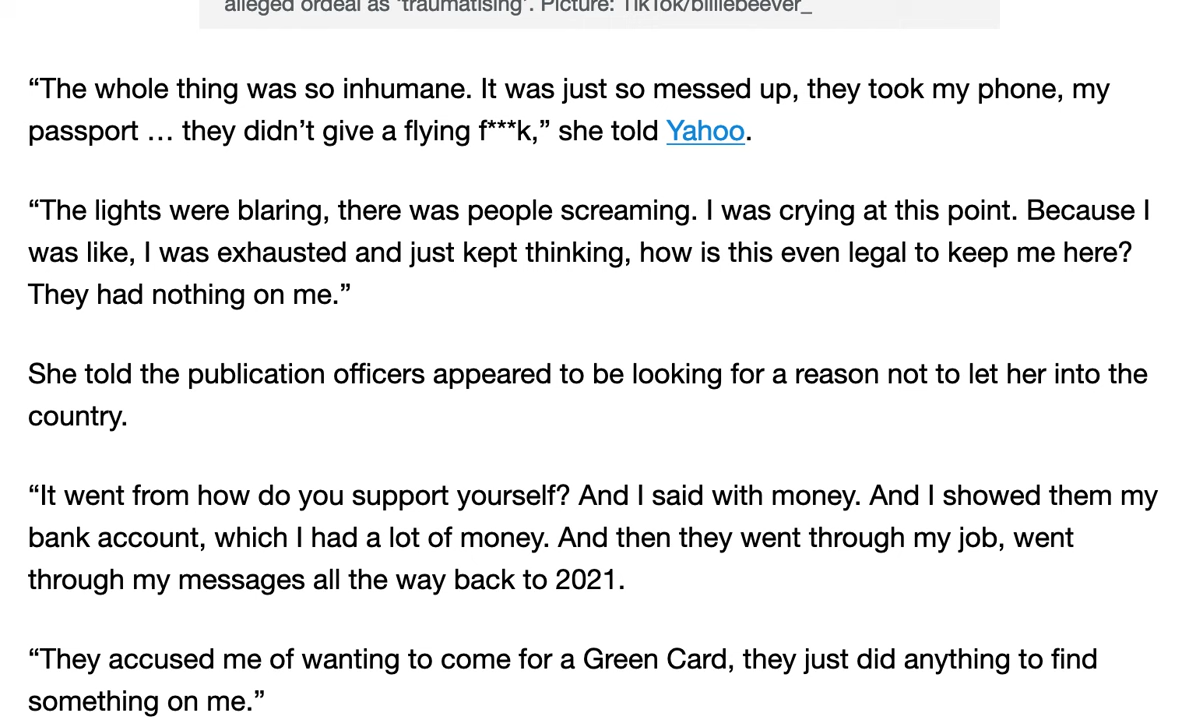 alleged ordeal as ‘traumatising’. Picture: TikTok/billiebeever_
“The whole thing was so inhumane. It was just so messed up, they took my phone, my
passport … they didn’t give a flying f***k,” she told Yahoo.
“The lights were blaring, there was people screaming. I was crying at this point. Because I
was like, I was exhausted and just kept thinking, how is this even legal to keep me here?
They had nothing on me.”
She told the publication officers appeared to be looking for a reason not to let her into the
country.
“It went from how do you support yourself? And I said with money. And I showed them my
bank account, which I had a lot of money. And then they went through my job, went
through my messages all the way back to 2021.
“They accused me of wanting to come for a Green Card, they just did anything to find
something on me.”